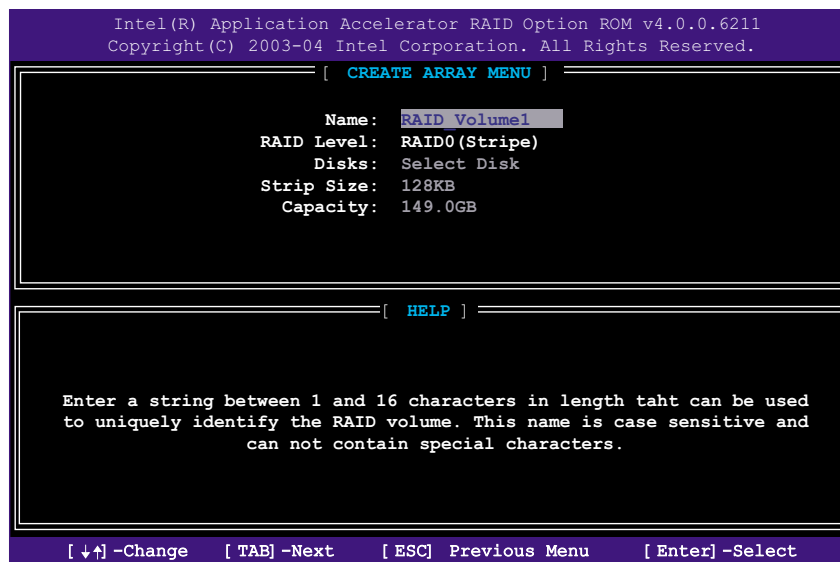 Intel(R) Application Accelerator RAID Option ROM v4.0.0.6211
Copyright(C) 2003-04 Intel Corporation. All Rights Reserved.
[ CREATE ARRAY MENU ]
Name: RAID_Volume1
RAID Level: RAID0(Stripe)
Disks: Select Disk
Strip Size: 128KB
Capacity: 149.0GB
[ HELP ]
Enter a string between 1 and 16 characters in length taht can be used
to uniquely identify the RAID volume. This name is case sensitive and
can not contain special characters.
[↓↑]-Change [TAB]-Next [ESC] Previous Menu [Enter]-Select